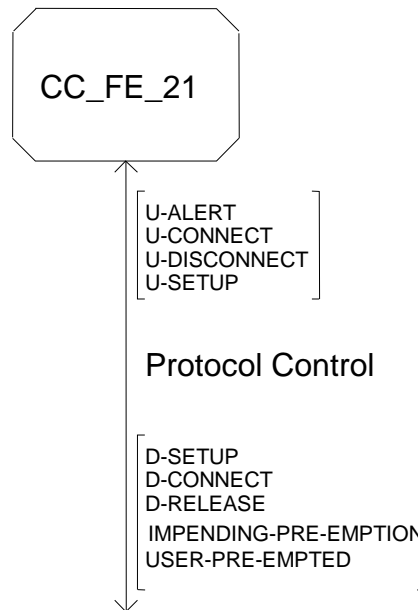 CC_FE_21
U-ALERT
U-CONNECT
U-DISCONNECT
U-SETUP
Protocol Control
D-SETUP
D-CONNECT
D-RELEASE
IMPENDING-PRE-EMPTION
USER-PRE-EMPTED